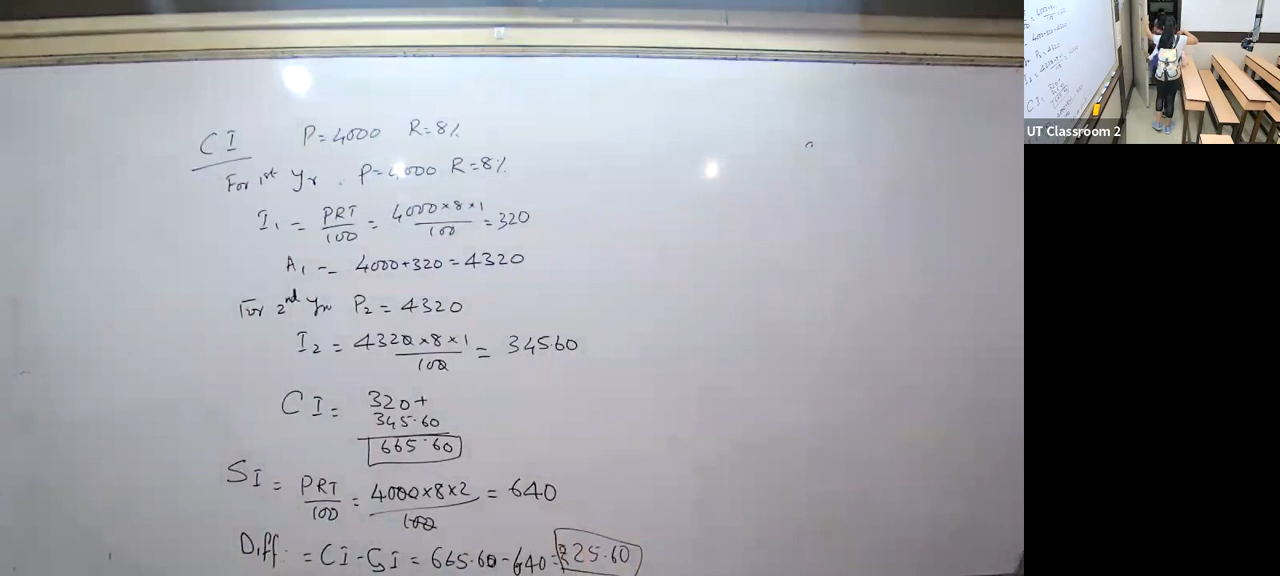 CI P=4000 R=8%
For 1st Yr. P=4000 R=8%
I₁ = PRT/100 = 4000×8×1/100 = 320
A₁ = 4000+320=4320
For 2nd Yr P₂=4320
I₂ = 4320×8×1/100 = 345.60
CI = 320+
345.60
665.60
SI = PRT/100 = 4000×8×2/100 = 640
Diff. = CI-SI = 665.60-640=₹25.60
UT Classroom 2